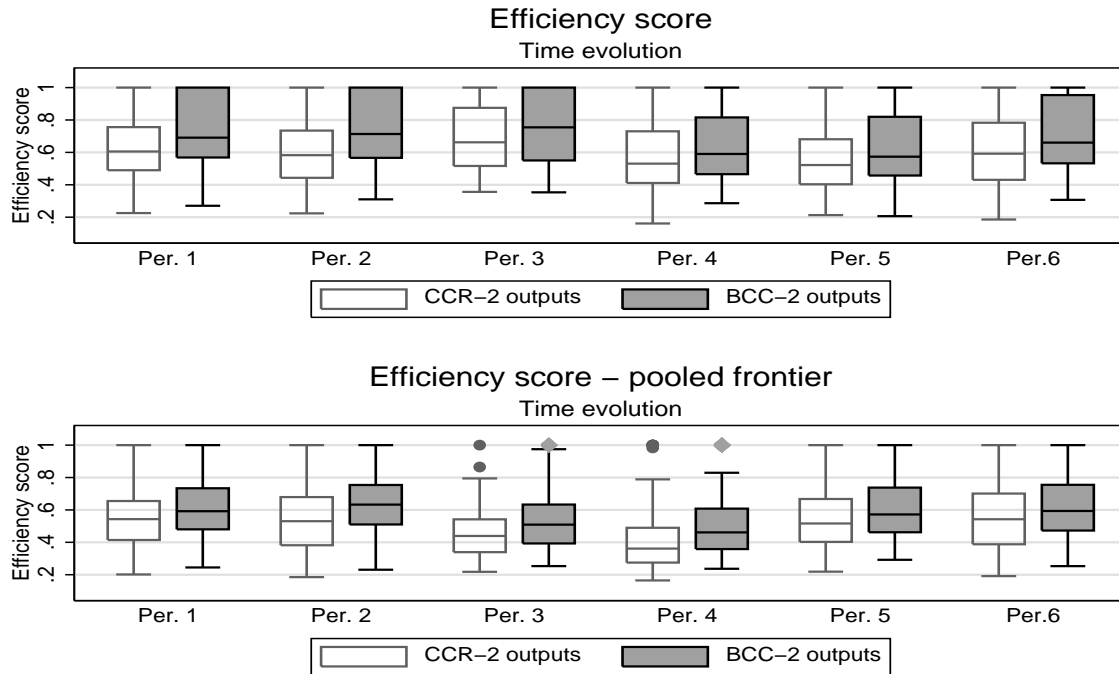 Efficiency score
Time evolution
Efficiency score
1
.8
.6
.4
.2
Per. 1 Per. 2 Per. 3 Per. 4 Per. 5 Per.6
CCR−2 outputs BCC−2 outputs
Efficiency score − pooled frontier
Time evolution
Efficiency score
1
.8
.6
.4
.2
Per. 1 Per. 2 Per. 3 Per. 4 Per. 5 Per.6
CCR−2 outputs BCC−2 outputs